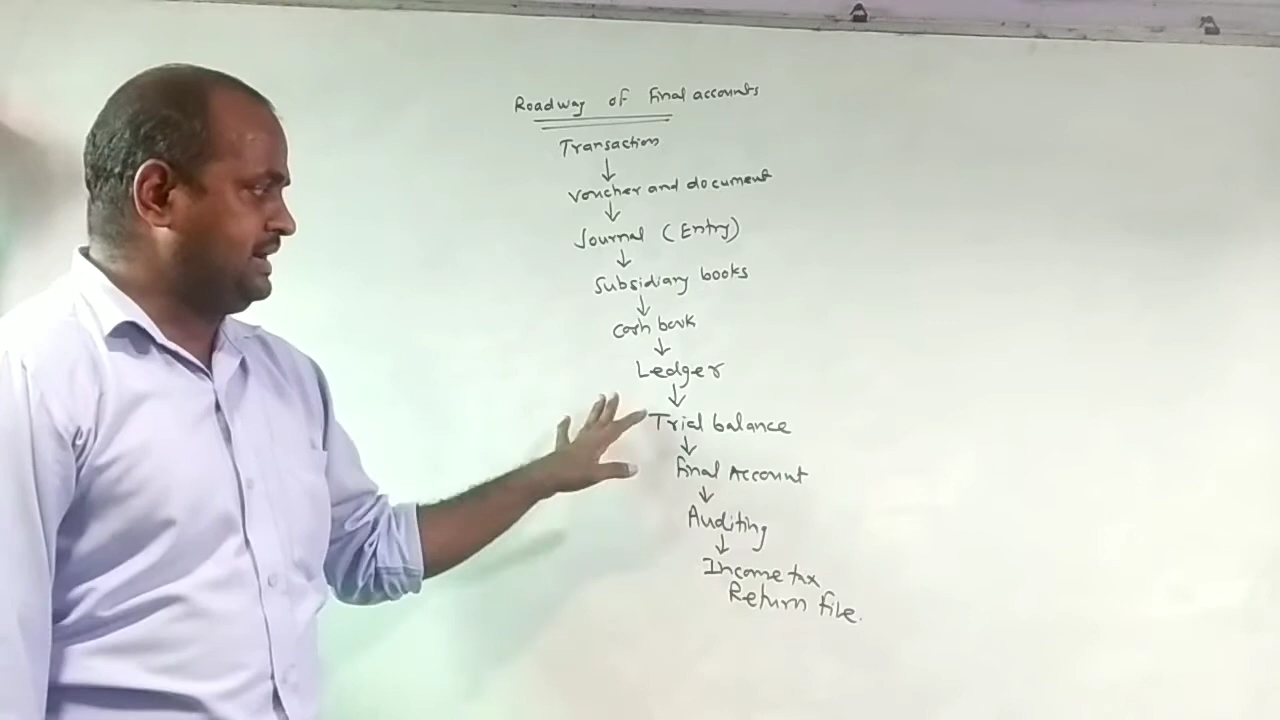 Roadway of Final accounts
Transaction
↓
Voucher and document
↓
Journal (Entry)
↓
Subsidiary books
↓
Cash book
↓
Ledger
↓
Trial balance
↓
Final Account
↓
Auditing
↓
Income tax
Return file.